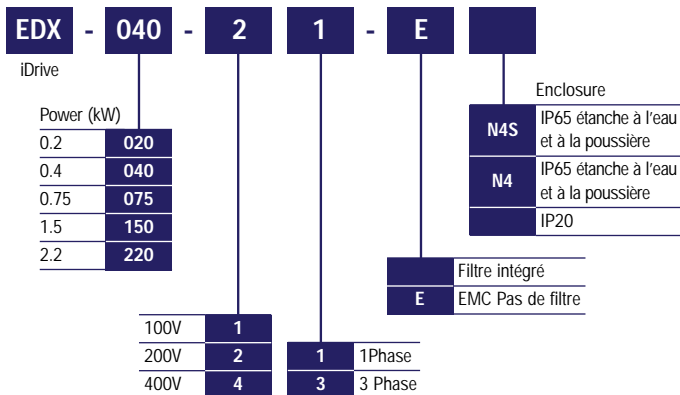 EDX - 040 - 2 1 - E
iDrive
Enclosure
N4S IP65 étanche à l'eau
et à la poussière
N4 IP65 étanche à l'eau
et à la poussière
IP20
Power (kW)
0.2 020
0.4 040
0.75 075
1.5 150
2.2 220
Filtre intégré
E EMC Pas de filtre
100V 1
200V 2
400V 4
1 1Phase
3 3 Phase